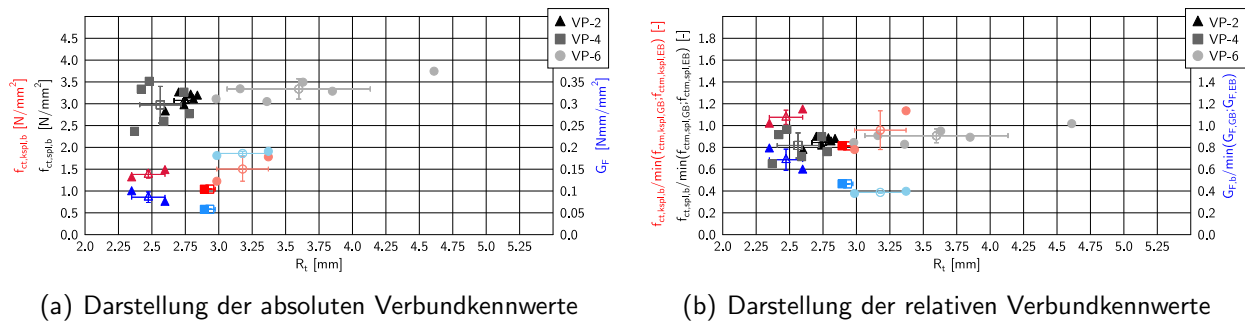 VP-2
VP-4
VP-6
f_ct,kspl,b [N/mm²]
f_ct,spl,b [N/mm²]
4.5
4.0
3.5
3.0
2.5
2.0
1.5
1.0
0.5
0.0
0.35
0.30
0.25
0.20
0.15
0.10
0.05
0.0
G_F [Nmm/mm²]
2.0 2.25 2.5 2.75 3.0 3.25 3.5 3.75 4.0 4.25 4.5 4.75 5.0 5.25
R_t [mm]
(a) Darstellung der absoluten Verbundkennwerte
VP-2
VP-4
VP-6
f_ct,kspl,b/min(f_ctm,kspl,GB;f_ctm,kspl,EB) [-]
f_ct,spl,b/min(f_ctm,spl,GB;f_ctm,spl,EB) [-]
1.8
1.6
1.4
1.2
1.0
0.8
0.6
0.4
0.2
0.0
1.4
1.2
1.0
0.8
0.6
0.4
0.2
0.0
G_F,b/min(G_F,GB;G_F,EB)
2.0 2.25 2.5 2.75 3.0 3.25 3.5 3.75 4.0 4.25 4.5 4.75 5.0 5.25
R_t [mm]
(b) Darstellung der relativen Verbundkennwerte